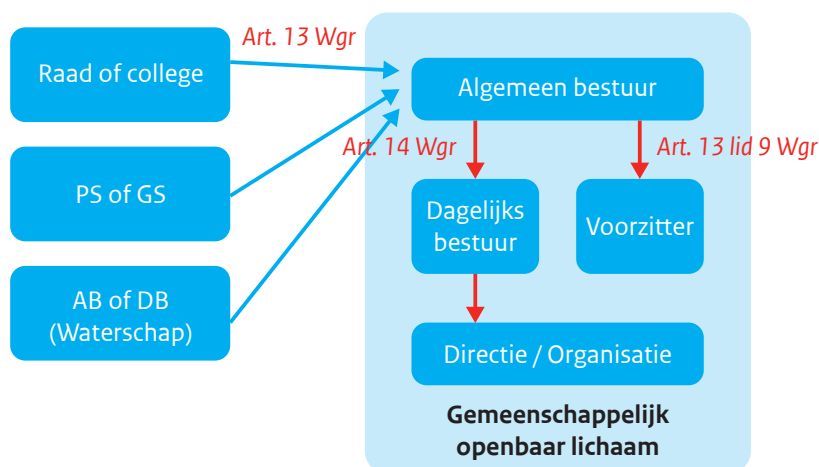 Art. 13 Wgr
Raad of college
Algemeen bestuur
Art. 14 Wgr
Art. 13 lid 9 Wgr
PS of GS
Dagelijks
bestuur
Voorzitter
AB of DB
(Waterschap)
Directie / Organisatie
Gemeenschappelijk
openbaar lichaam